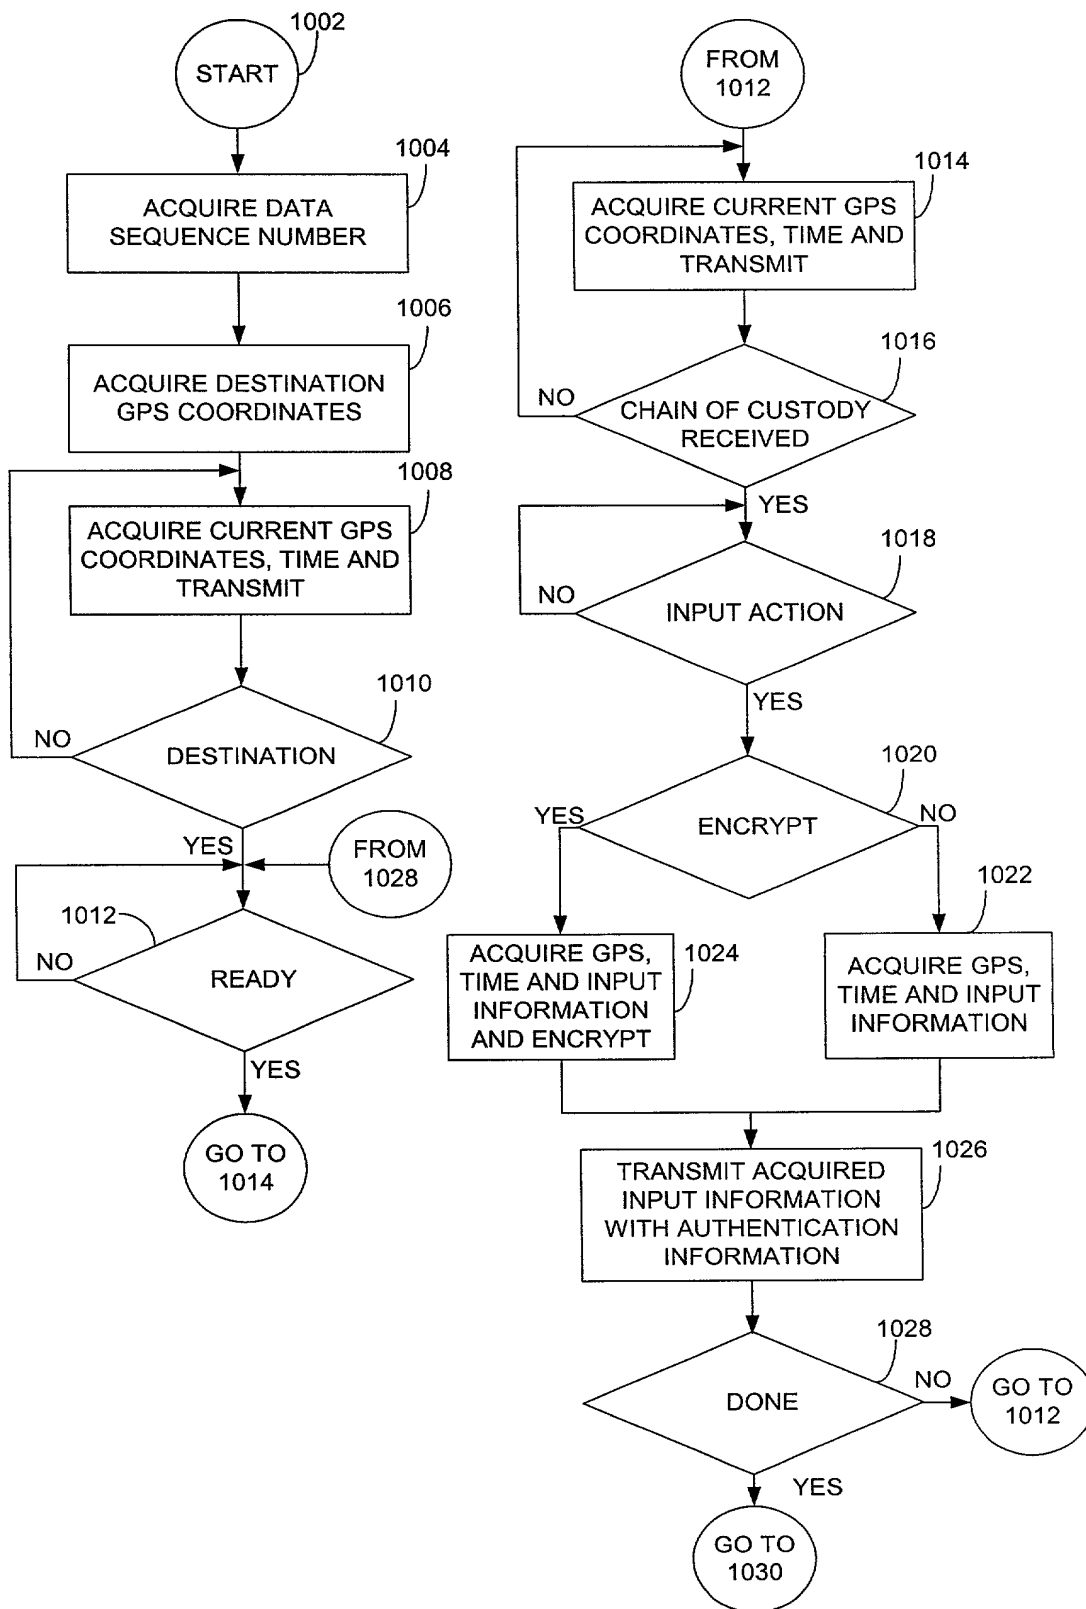 1002
START
1004
ACQUIRE DATA
SEQUENCE NUMBER
1006
ACQUIRE DESTINATION
GPS COORDINATES
1008
ACQUIRE CURRENT GPS
COORDINATES, TIME AND
TRANSMIT
1010
NO
DESTINATION
YES
FROM
1028
1012
NO
READY
YES
GO TO
1014
FROM
1012
1014
ACQUIRE CURRENT GPS
COORDINATES, TIME AND
TRANSMIT
1016
NO
CHAIN OF CUSTODY
RECEIVED
YES
1018
NO
INPUT ACTION
YES
1020
YES
ENCRYPT
NO
1022
ACQUIRE GPS,
TIME AND INPUT
INFORMATION
AND ENCRYPT
1024
ACQUIRE GPS,
TIME AND INPUT
INFORMATION
1026
TRANSMIT ACQUIRED
INPUT INFORMATION
WITH AUTHENTICATION
INFORMATION
1028
DONE
NO
GO TO
1012
YES
GO TO
1030